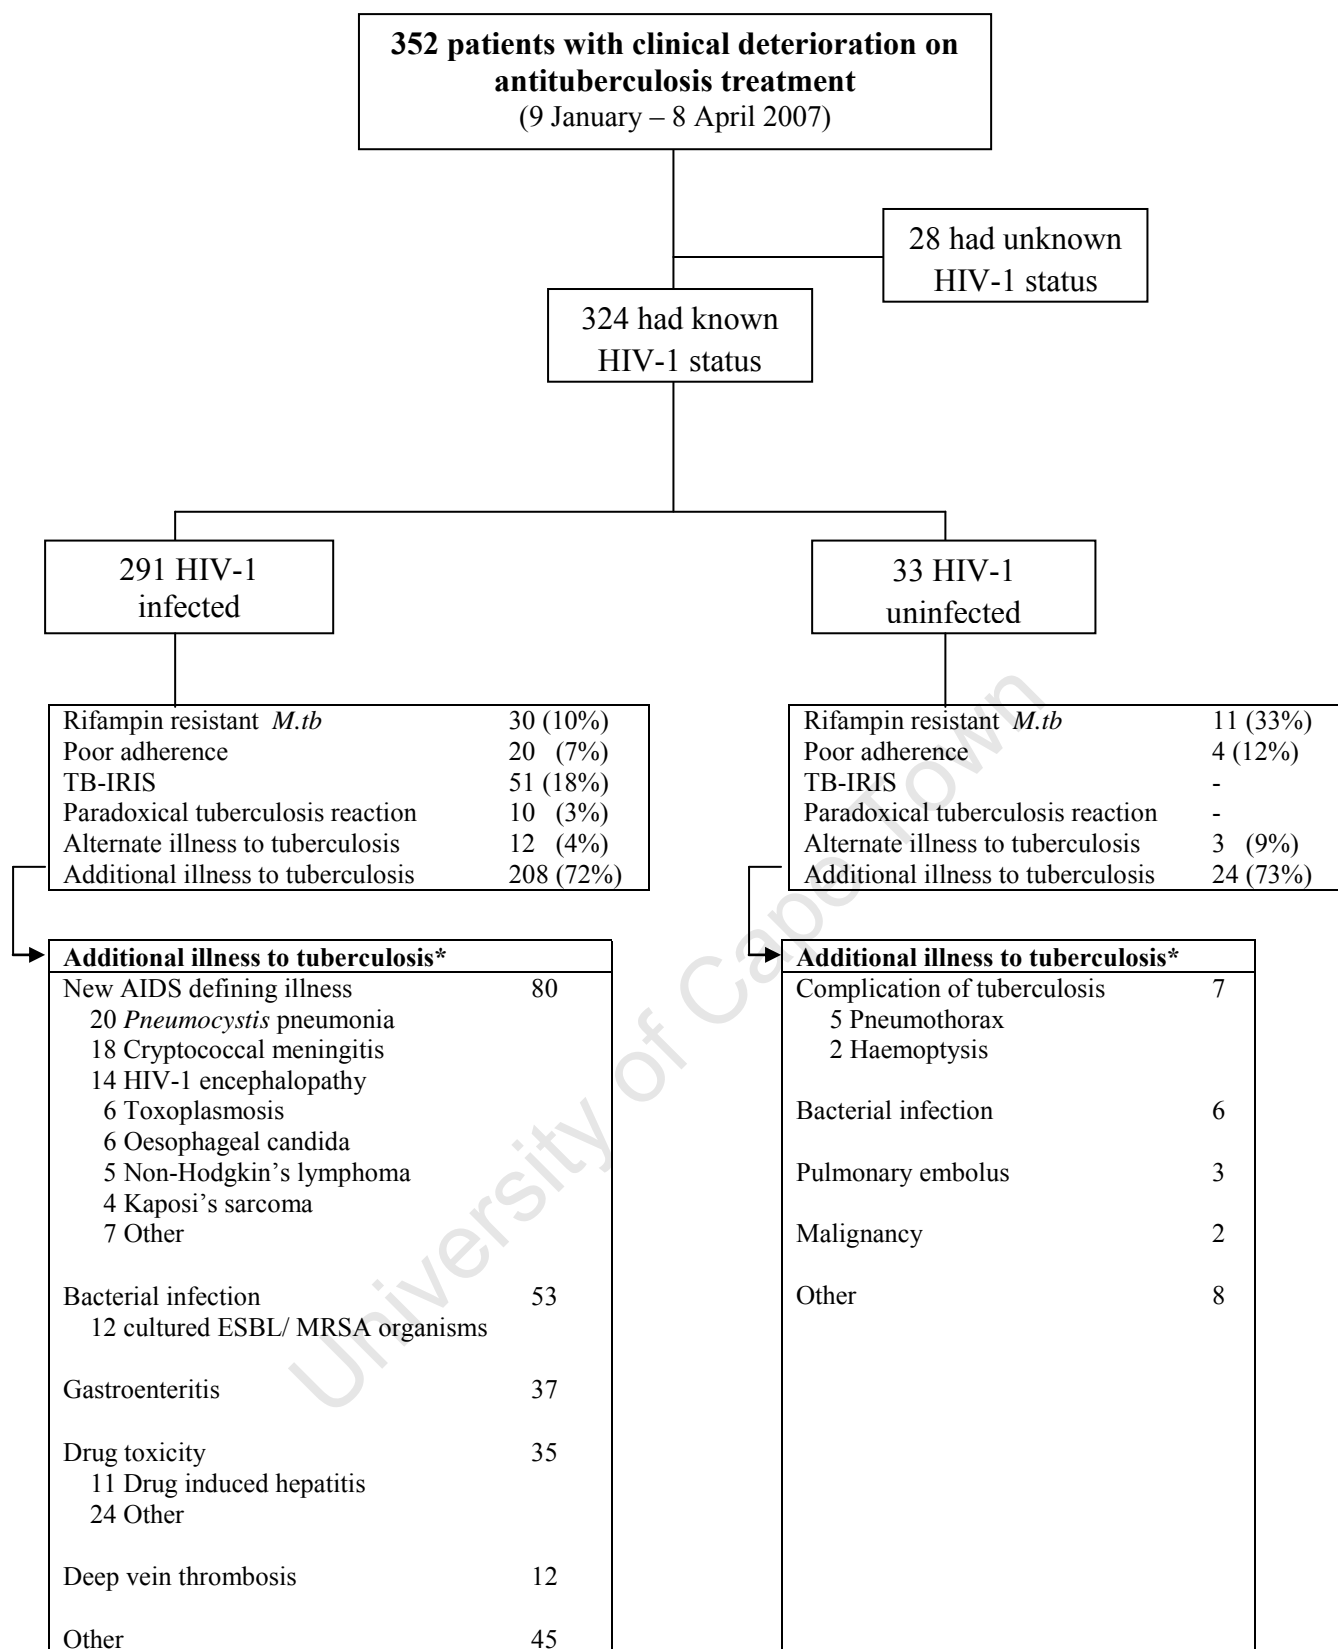 352 patients with clinical deterioration on
antituberculosis treatment
(9 January – 8 April 2007)
28 had unknown
HIV-1 status
324 had known
HIV-1 status
291 HIV-1
infected
33 HIV-1
uninfected
Rifampin resistant M.tb 30 (10%)
Poor adherence 20 (7%)
TB-IRIS 51 (18%)
Paradoxical tuberculosis reaction 10 (3%)
Alternate illness to tuberculosis 12 (4%)
Additional illness to tuberculosis 208 (72%)
Rifampin resistant M.tb 11 (33%)
Poor adherence 4 (12%)
TB-IRIS -
Paradoxical tuberculosis reaction -
Alternate illness to tuberculosis 3 (9%)
Additional illness to tuberculosis 24 (73%)
Additional illness to tuberculosis*
New AIDS defining illness 80
20 Pneumocystis pneumonia
18 Cryptococcal meningitis
14 HIV-1 encephalopathy
6 Toxoplasmosis
6 Oesophageal candida
5 Non-Hodgkin’s lymphoma
4 Kaposi’s sarcoma
7 Other
Bacterial infection 53
12 cultured ESBL/ MRSA organisms
Gastroenteritis 37
Drug toxicity 35
11 Drug induced hepatitis
24 Other
Deep vein thrombosis 12
Other 45
Additional illness to tuberculosis*
Complication of tuberculosis 7
5 Pneumothorax
2 Haemoptysis
Bacterial infection 6
Pulmonary embolus 3
Malignancy 2
Other 8
University of Cape Town